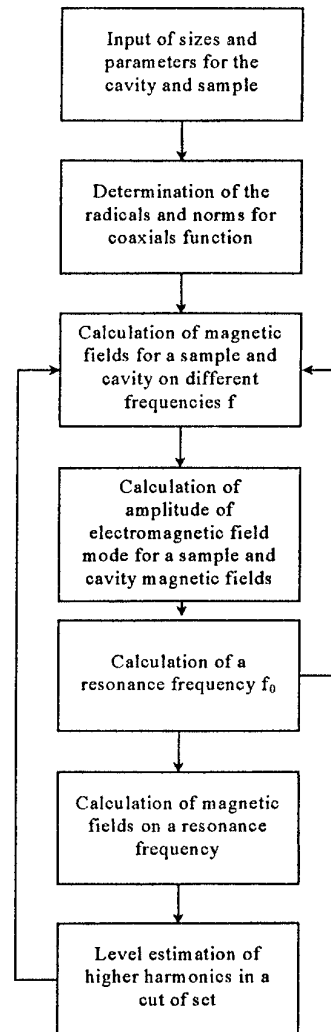 Input of sizes and
parameters for the
cavity and sample
Determination of the
radicals and norms for
coaxials function
Calculation of magnetic
fields for a sample and
cavity on different
frequencies f
Calculation of
amplitude of
electromagnetic field
mode for a sample and
cavity magnetic fields
Calculation of a
resonance frequency f₀
Calculation of magnetic
fields on a resonance
frequency
Level estimation of
higher harmonics in a
cut of set